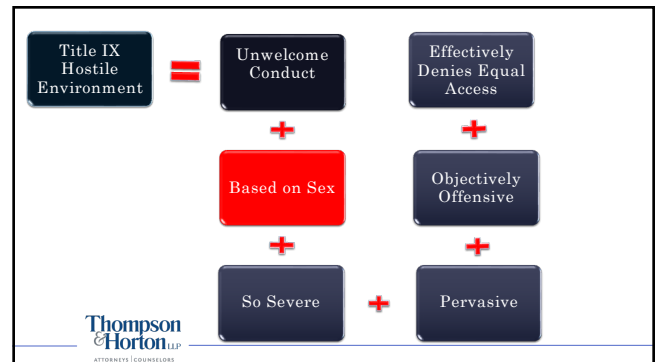 Title IX
Hostile
Environment
=
Unwelcome
Conduct
+
Based on Sex
+
So Severe
+
Pervasive
+
Objectively
Offensive
+
Effectively
Denies Equal
Access
Thompson
& Horton LLP
ATTORNEYS | COUNSELORS